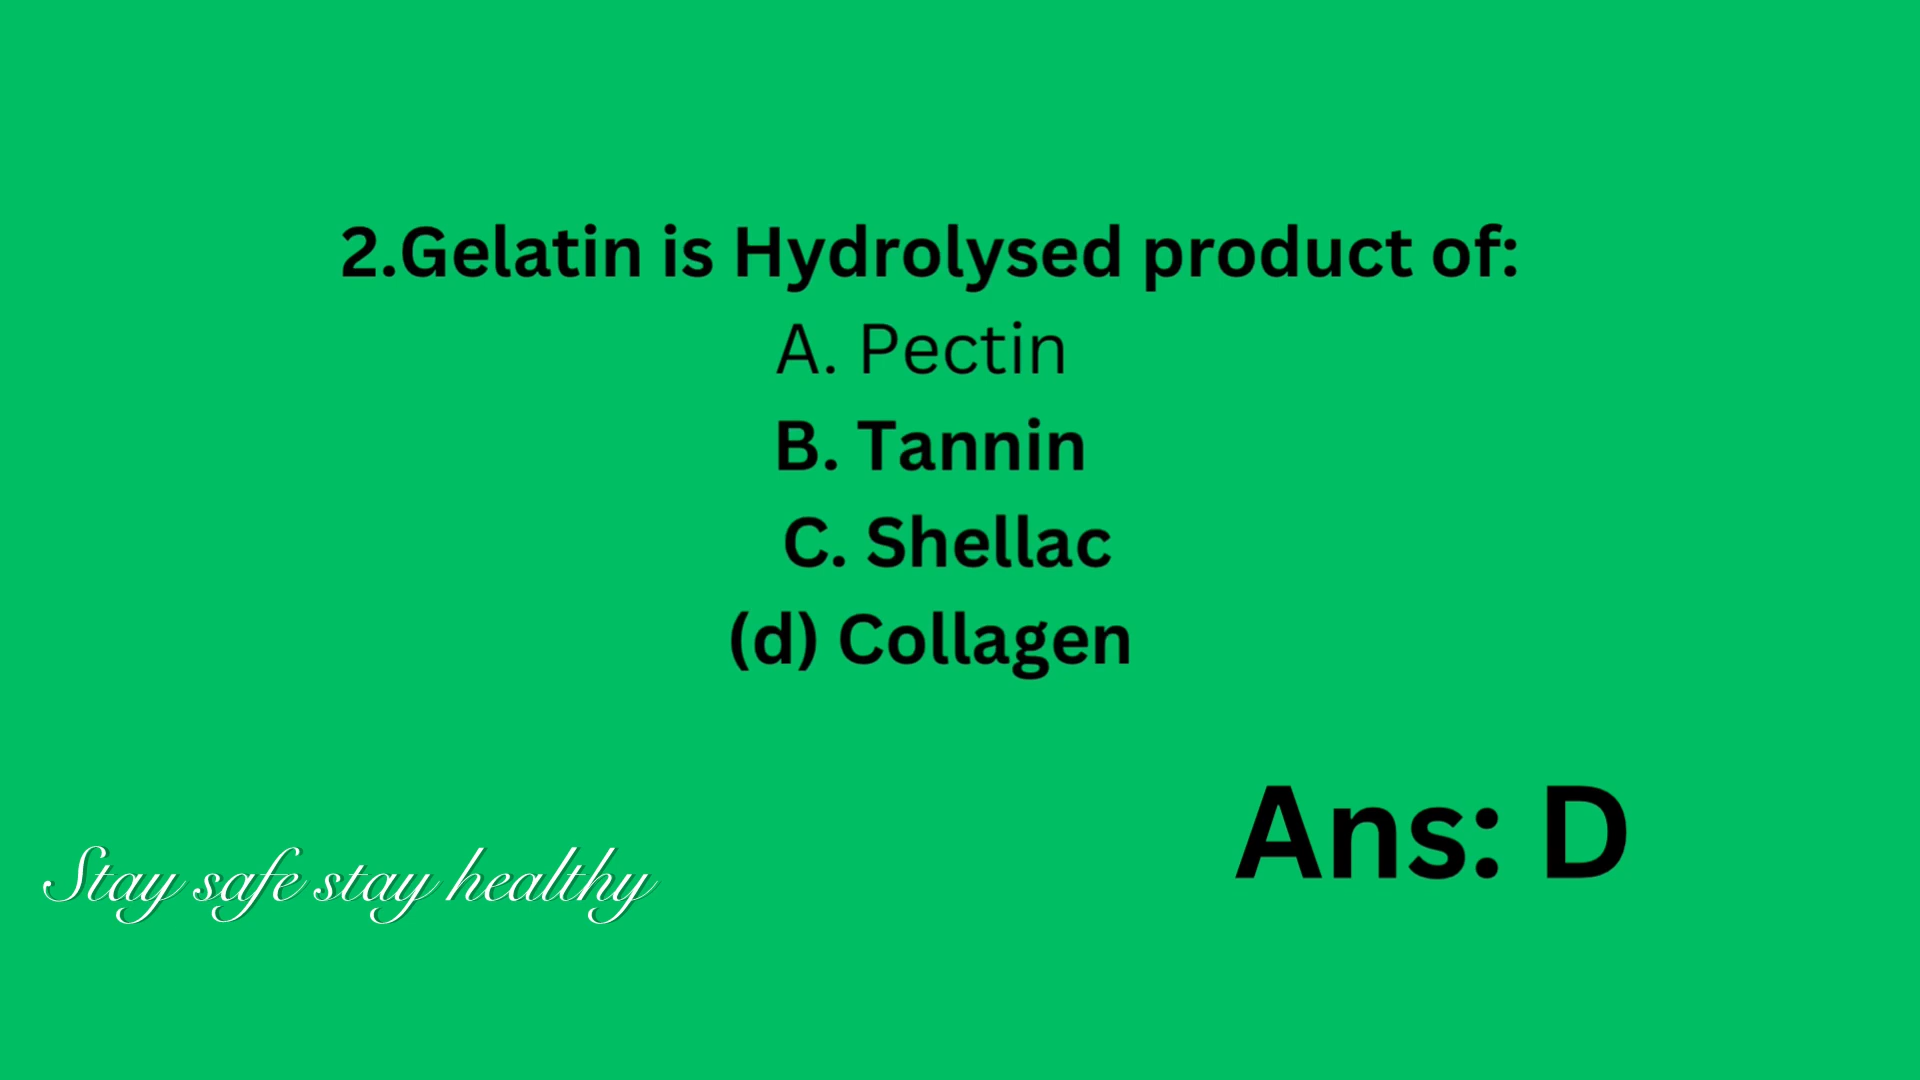 2.Gelatin is Hydrolysed product of:
A. Pectin
B. Tannin
C. Shellac
(d) Collagen
Ans: D
Stay safe stay healthy